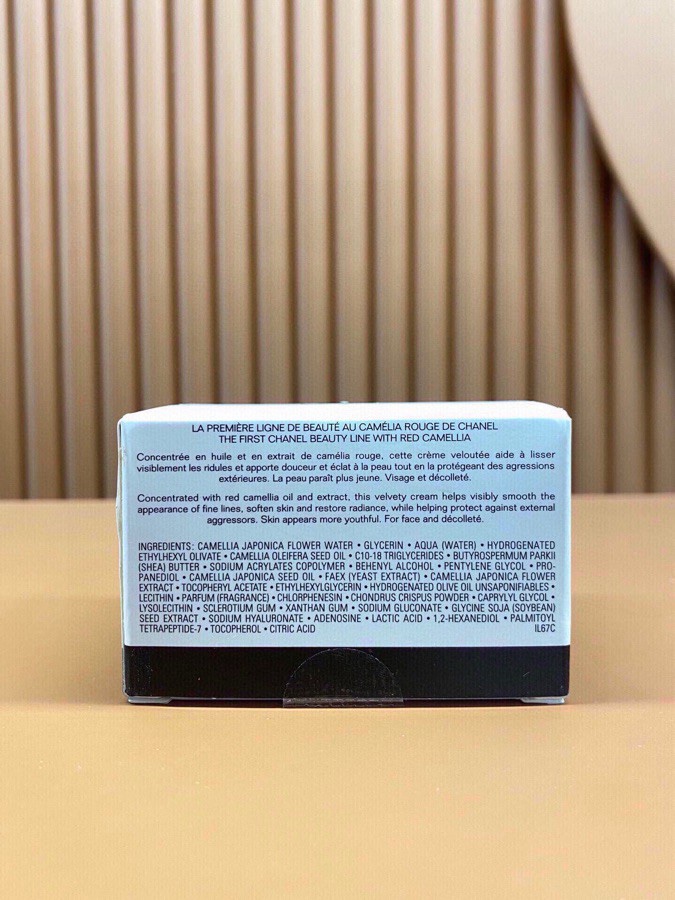 LA PREMIÈRE LIGNE DE BEAUTÉ AU CAMÉLIA ROUGE DE CHANEL
THE FIRST CHANEL BEAUTY LINE WITH RED CAMELLIA
Concentrée en huile et en extrait de camélia rouge, cette crème veloutée aide à lisser
visiblement les ridules et apporte douceur et éclat à la peau tout en la protégeant des agressions
extérieures. La peau paraît plus jeune. Visage et décolleté.
Concentrated with red camellia oil and extract, this velvety cream helps visibly smooth the
appearance of fine lines, soften skin and restore radiance, while helping protect against external
aggressors. Skin appears more youthful. For face and décolleté.
INGREDIENTS: CAMELLIA JAPONICA FLOWER WATER • GLYCERIN • AQUA (WATER) • HYDROGENATED
ETHYLHEXYL OLIVATE • CAMELLIA OLEIFERA SEED OIL • C10-18 TRIGLYCERIDES • BUTYROSPERMUM PARKII
(SHEA) BUTTER • SODIUM ACRYLATES COPOLYMER • BEHENYL ALCOHOL • PENTYLENE GLYCOL • PRO-
PANEDIOL • CAMELLIA JAPONICA SEED OIL • FAEX (YEAST EXTRACT) • CAMELLIA JAPONICA FLOWER
EXTRACT • TOCOPHERYL ACETATE • ETHYLHEXYLGLYCERIN • HYDROGENATED OLIVE OIL UNSAPONIFIABLES •
LECITHIN • PARFUM (FRAGRANCE) • CHLORPHENESIN • CHONDRUS CRISPUS POWDER • CAPRYLYL GLYCOL •
LYSOLECITHIN • SCLEROTIUM GUM • XANTHAN GUM • SODIUM GLUCONATE • GLYCINE SOJA (SOYBEAN)
SEED EXTRACT • SODIUM HYALURONATE • ADENOSINE • LACTIC ACID • 1,2-HEXANEDIOL • PALMITOYL
TETRAPEPTIDE-7 • TOCOPHEROL • CITRIC ACID IL67C